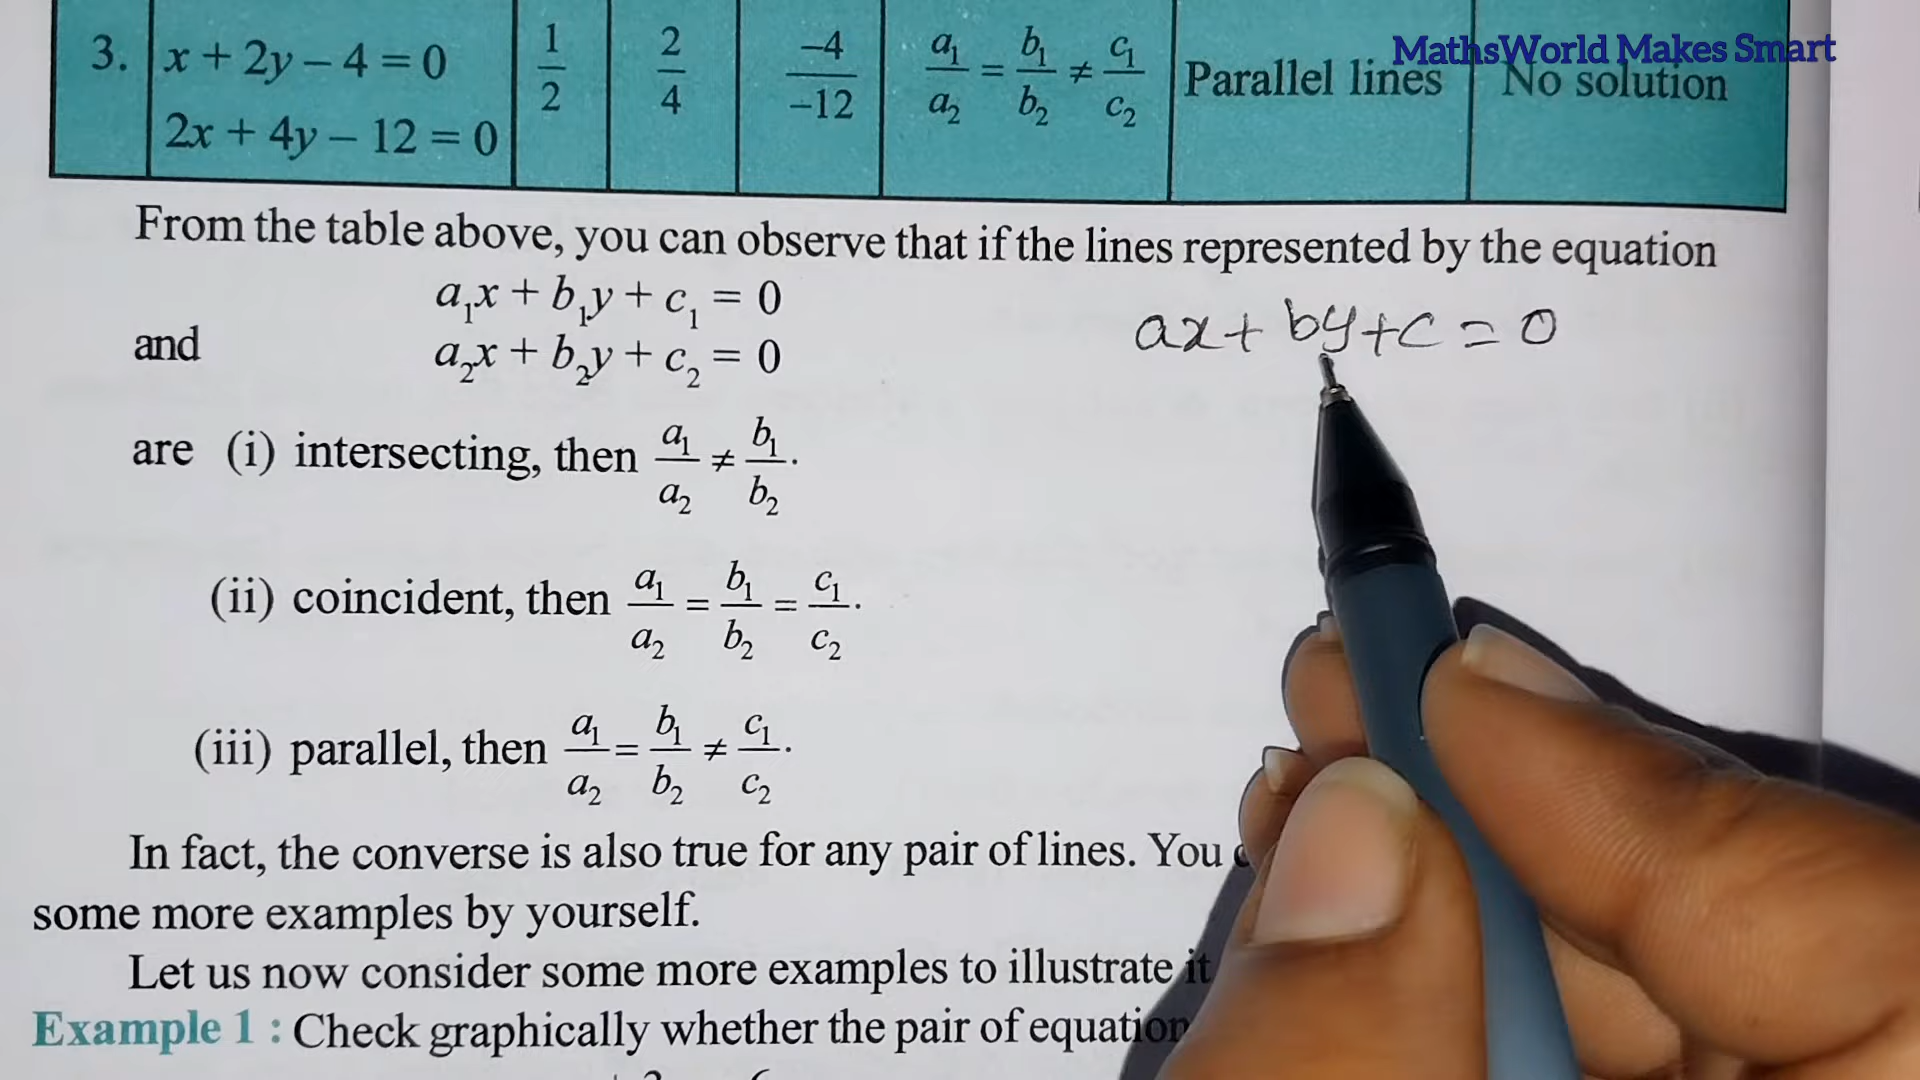 MathsWorld Makes Smart
3. x + 2y – 4 = 0 1/2 2/4 –4/–12 a₁/a₂ = b₁/b₂ ≠ c₁/c₂ Parallel lines No solution
2x + 4y – 12 = 0
From the table above, you can observe that if the lines represented by the equation
a₁x + b₁y + c₁ = 0
ax + by + c = 0
and a₂x + b₂y + c₂ = 0
are (i) intersecting, then a₁/a₂ ≠ b₁/b₂.
(ii) coincident, then a₁/a₂ = b₁/b₂ = c₁/c₂.
(iii) parallel, then a₁/a₂ = b₁/b₂ ≠ c₁/c₂.
In fact, the converse is also true for any pair of lines. You
some more examples by yourself.
Let us now consider some more examples to illustrate it
Example 1 : Check graphically whether the pair of equation